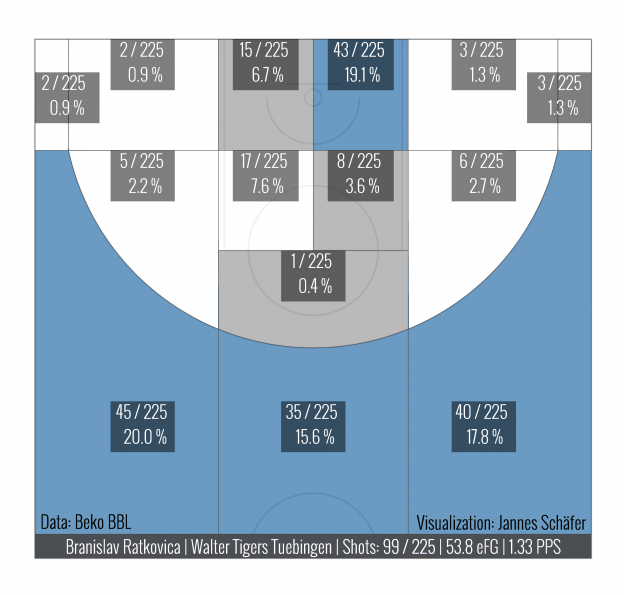 2 / 225
0.9 %
15 / 225
6.7 %
43 / 225
19.1 %
3 / 225
1.3 %
2 / 225
0.9 %
3 / 225
1.3 %
5 / 225
2.2 %
17 / 225
7.6 %
8 / 225
3.6 %
6 / 225
2.7 %
1 / 225
0.4 %
45 / 225
20.0 %
35 / 225
15.6 %
40 / 225
17.8 %
Data: Beko BBL
Visualization: Jannes Schäfer
Branislav Ratkovica | Walter Tigers Tuebingen | Shots: 99 / 225 | 53.8 eFG | 1.33 PPS